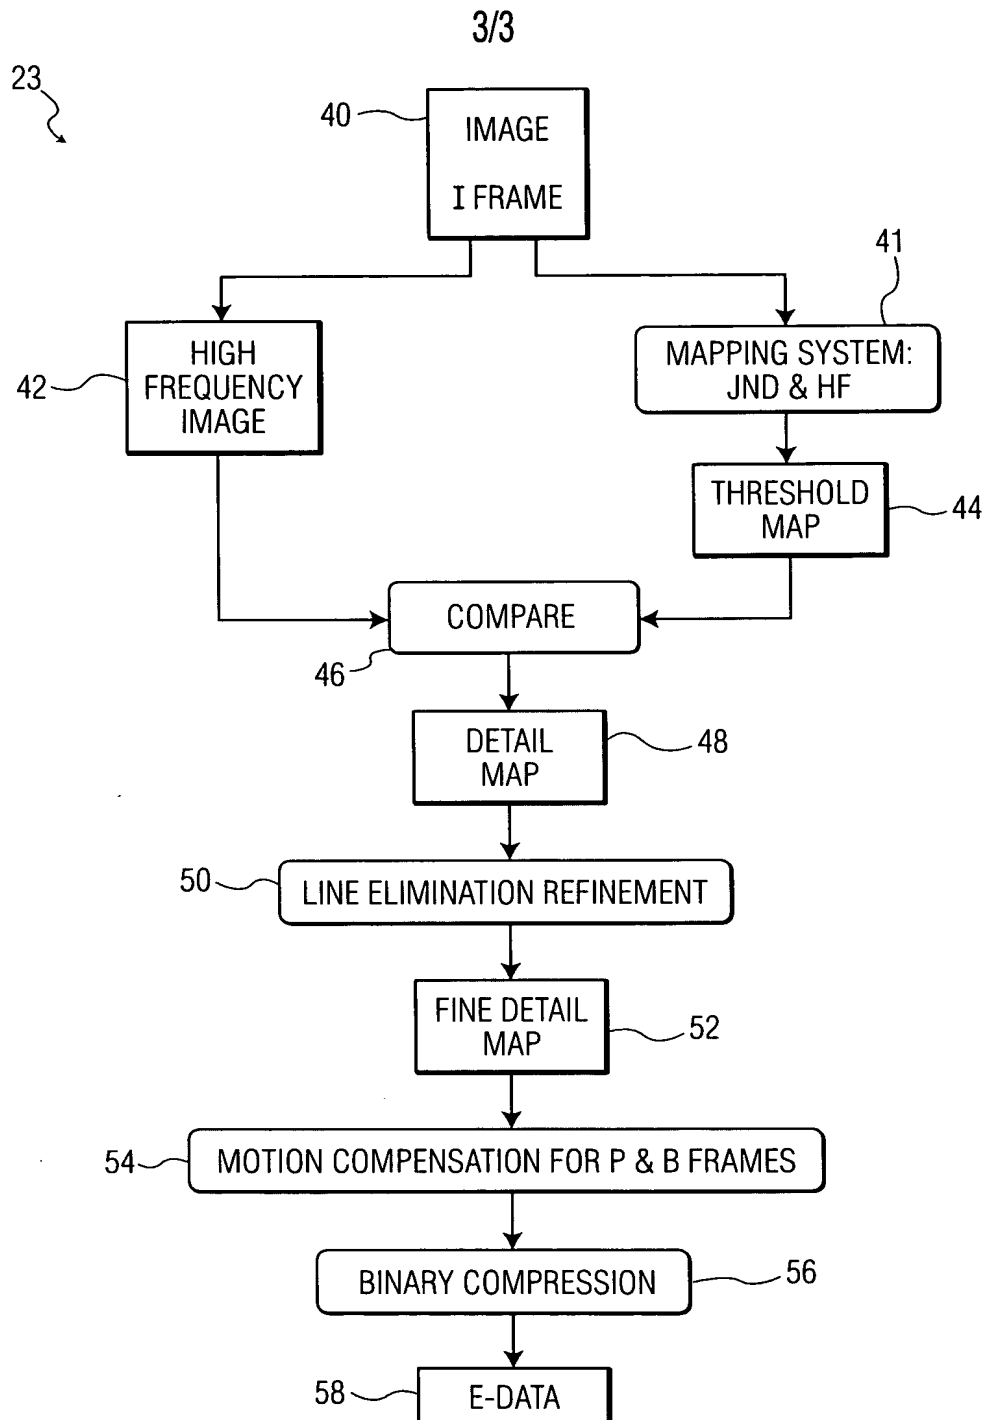 3/3
23
40
IMAGE
I FRAME
41
42
HIGH
FREQUENCY
IMAGE
MAPPING SYSTEM:
JND & HF
THRESHOLD
MAP
44
COMPARE
46
DETAIL
MAP
48
50
LINE ELIMINATION REFINEMENT
FINE DETAIL
MAP
52
54
MOTION COMPENSATION FOR P & B FRAMES
BINARY COMPRESSION
56
58
E-DATA